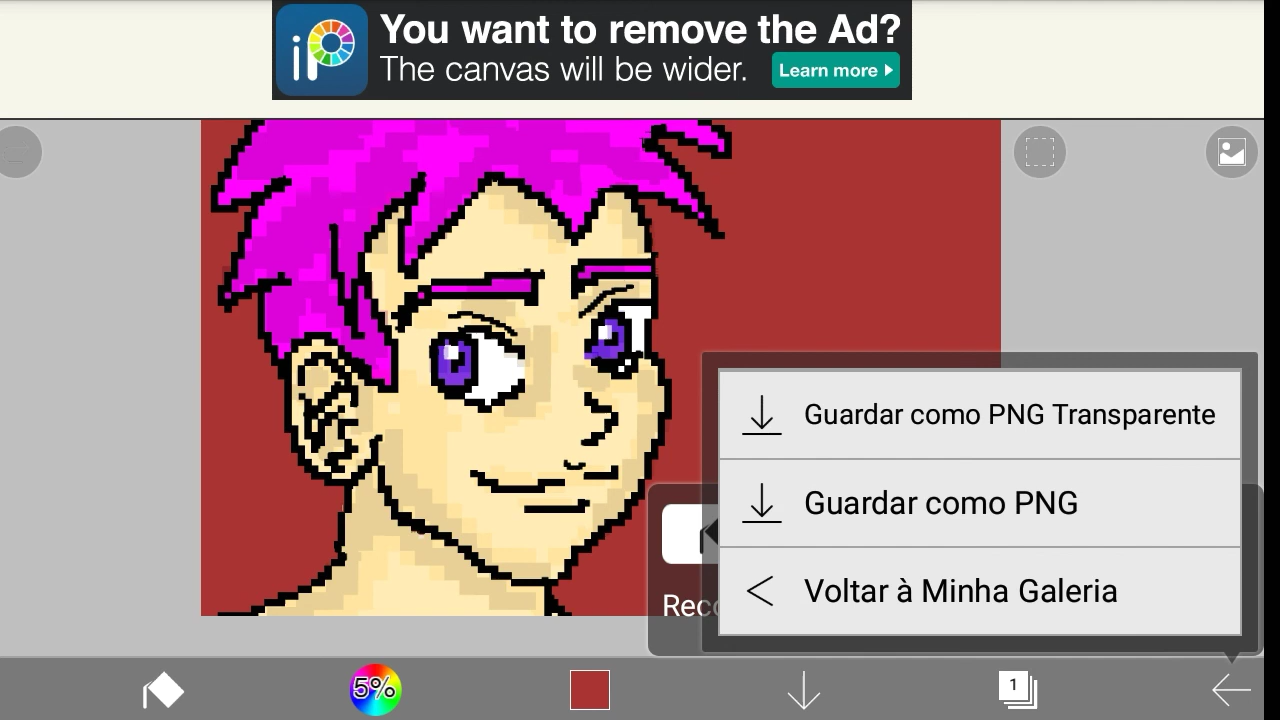 iP
You want to remove the Ad?
The canvas will be wider.
Learn more
Guardar como PNG Transparente
Guardar como PNG
Voltar à Minha Galeria
5%
1